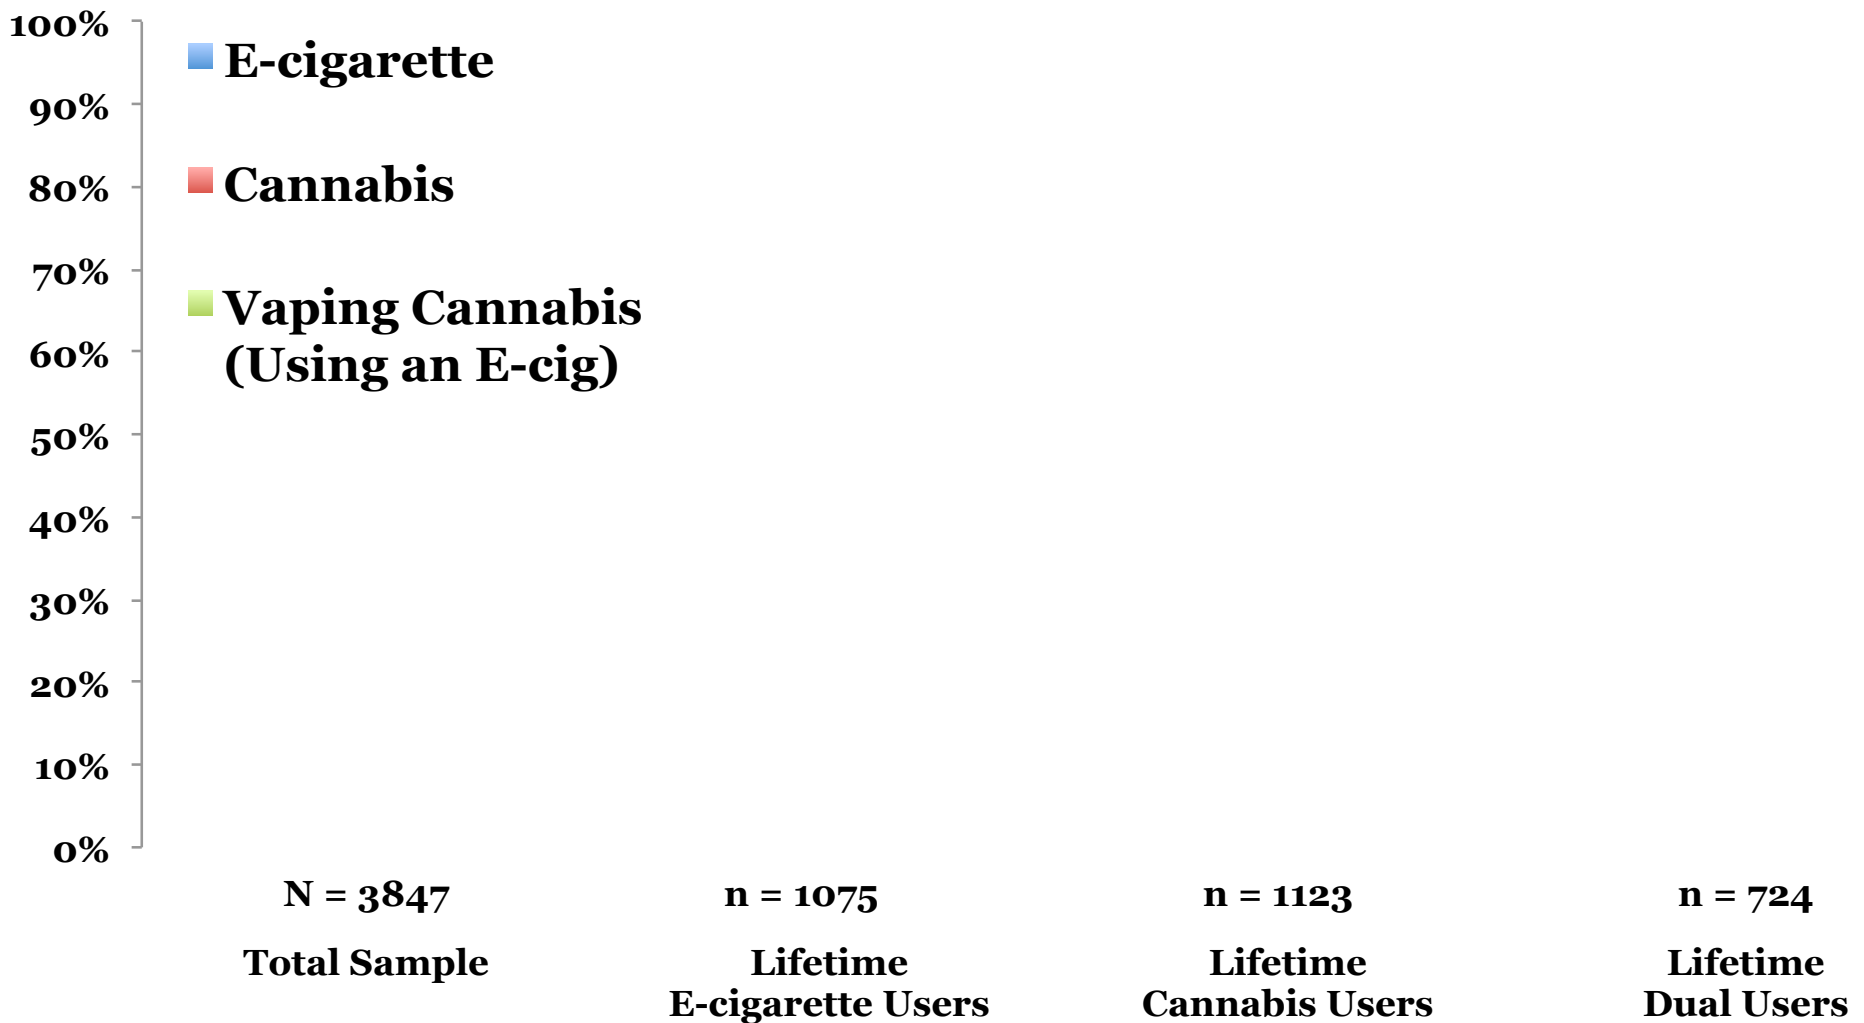 100%
90%
80%
70%
60%
50%
40%
30%
20%
10%
0%
E-cigarette
Cannabis
Vaping Cannabis
(Using an E-cig)
N = 3847
n = 1075
n = 1123
n = 724
Total Sample
Lifetime
E-cigarette Users
Lifetime
Cannabis Users
Lifetime
Dual Users